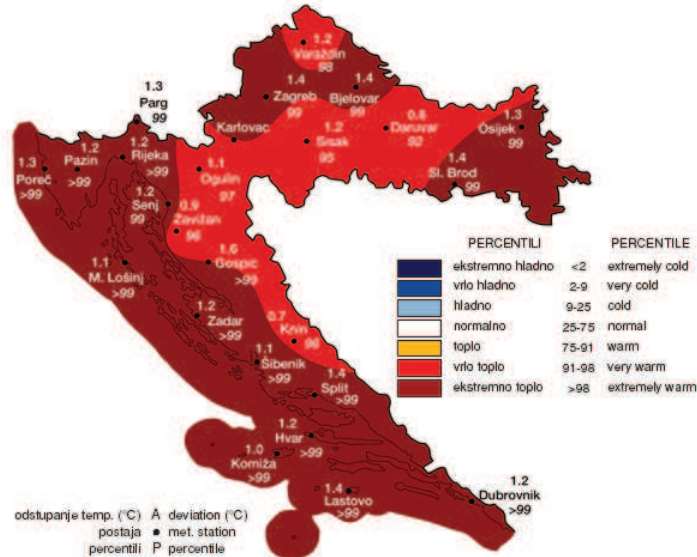 1.2
Varaždin
98
1.4
Zagreb
99
1.4
Bjelovar
99
1.3
Parg
99
Karlovac
1.2
Sisak
95
0.8
Daruvar
92
1.3
Osijek
99
1.4
Sl. Brod
99
1.3
Poreč
>99
1.2
Pazin
>99
1.2
Rijeka
>99
1.1
Ogulin
97
1.2
Senj
99
0.9
Zavižan
96
1.6
Gospić
>99
1.1
M. Lošinj
>99
1.2
Zadar
>99
0.7
Knin
96
1.1
Šibenik
>99
1.4
Split
>99
1.2
Hvar
>99
1.0
Komiža
>99
1.4
Lastovo
>99
1.2
Dubrovnik
>99
PERCENTILI PERCENTILE
ekstremno hladno <2 extremely cold
vrlo hladno 2-9 very cold
hladno 9-25 cold
normalno 25-75 normal
toplo 75-91 warm
vrlo toplo 91-98 very warm
ekstremno toplo >98 extremely warm
odstupanje temp. (°C) A deviation (°C)
postaja • met. station
percentili P percentile